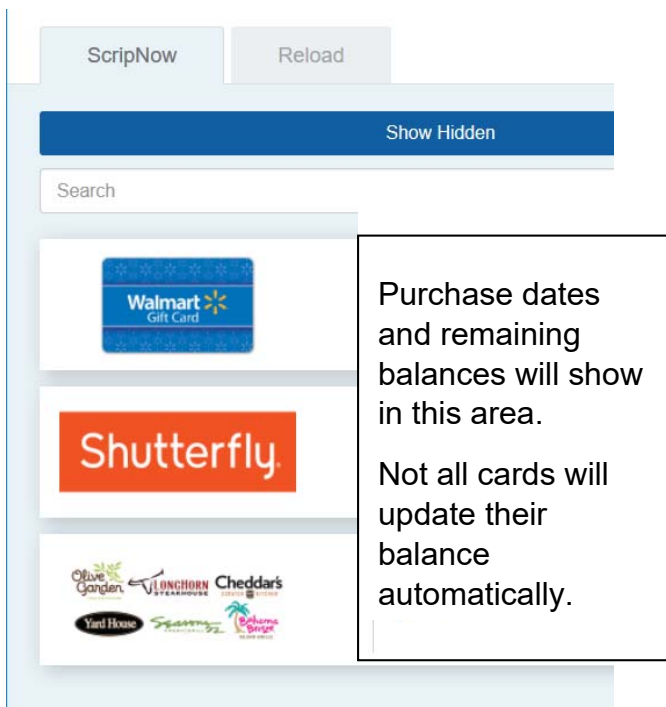 ScripNow
Reload
Show Hidden
Search
Walmart
Gift Card
Purchase dates
and remaining
balances will show
in this area.
Not all cards will
update their
balance
automatically.
Shutterfly.
Olive
Garden
LONGHORN
STEAKHOUSE
Cheddar's
SCRATCH KITCHEN
Yard House
Seasons 52
Bahama
Breeze